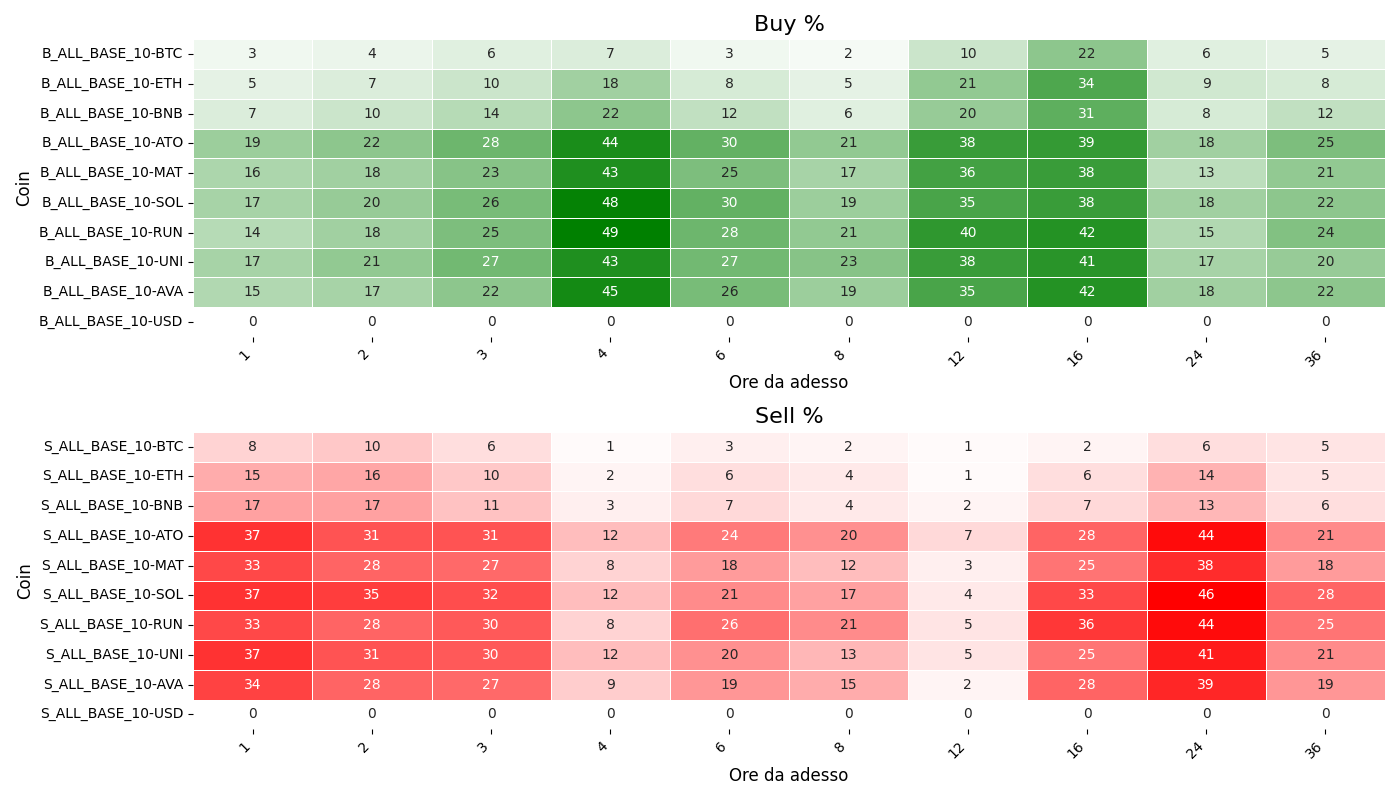 Buy %
Coin
B_ALL_BASE_10-BTC 3 4 6 7 3 2 10 22 6 5
B_ALL_BASE_10-ETH 5 7 10 18 8 5 21 34 9 8
B_ALL_BASE_10-BNB 7 10 14 22 12 6 20 31 8 12
B_ALL_BASE_10-ATO 19 22 28 44 30 21 38 39 18 25
B_ALL_BASE_10-MAT 16 18 23 43 25 17 36 38 13 21
B_ALL_BASE_10-SOL 17 20 26 48 30 19 35 38 18 22
B_ALL_BASE_10-RUN 14 18 25 49 28 21 40 42 15 24
B_ALL_BASE_10-UNI 17 21 27 43 27 23 38 41 17 20
B_ALL_BASE_10-AVA 15 17 22 45 26 19 35 42 18 22
B_ALL_BASE_10-USD 0 0 0 0 0 0 0 0 0 0
1 2 3 4 6 8 12 16 24 36
Ore da adesso
Sell %
Coin
S_ALL_BASE_10-BTC 8 10 6 1 3 2 1 2 6 5
S_ALL_BASE_10-ETH 15 16 10 2 6 4 1 6 14 5
S_ALL_BASE_10-BNB 17 17 11 3 7 4 2 7 13 6
S_ALL_BASE_10-ATO 37 31 31 12 24 20 7 28 44 21
S_ALL_BASE_10-MAT 33 28 27 8 18 12 3 25 38 18
S_ALL_BASE_10-SOL 37 35 32 12 21 17 4 33 46 28
S_ALL_BASE_10-RUN 33 28 30 8 26 21 5 36 44 25
S_ALL_BASE_10-UNI 37 31 30 12 20 13 5 25 41 21
S_ALL_BASE_10-AVA 34 28 27 9 19 15 2 28 39 19
S_ALL_BASE_10-USD 0 0 0 0 0 0 0 0 0 0
1 2 3 4 6 8 12 16 24 36
Ore da adesso